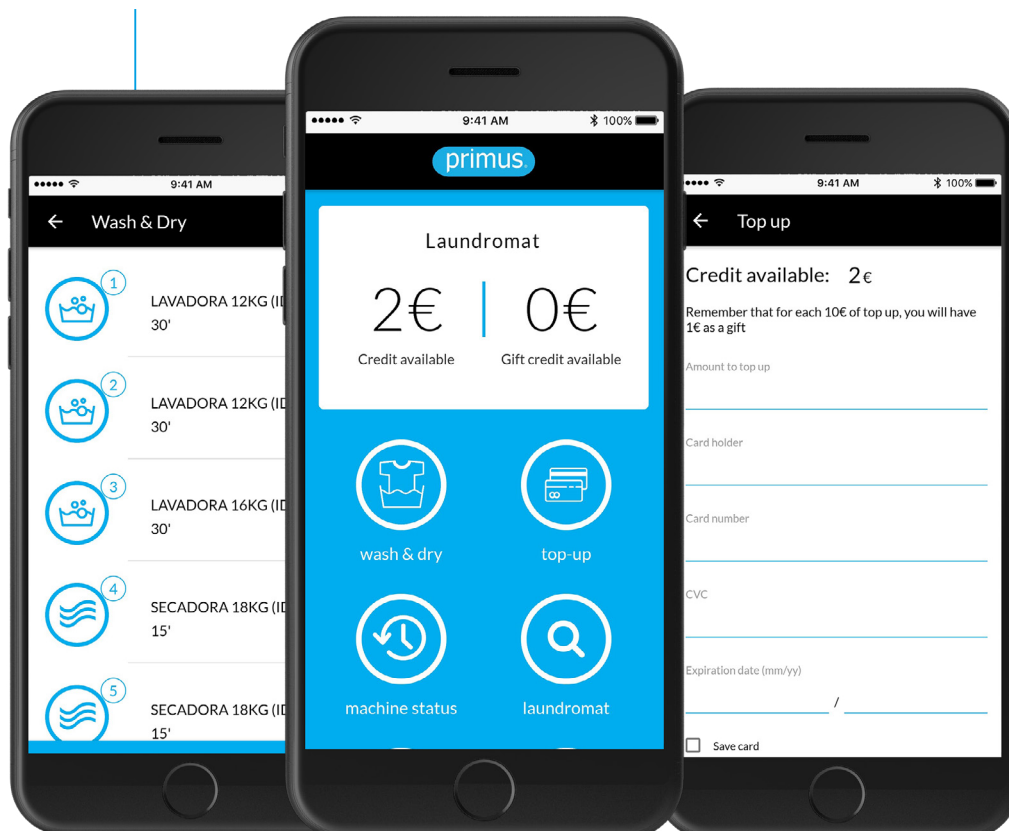 9:41 AM
Wash & Dry
1
LAVADORA 12KG (ID
30'
2
LAVADORA 12KG (ID
30'
3
LAVADORA 16KG (ID
30'
4
SECADORA 18KG (ID
15'
5
SECADORA 18KG (ID
15'
9:41 AM
100%
primus
Laundromat
2€
0€
Credit available
Gift credit available
wash & dry
top-up
machine status
laundromat
9:41 AM
100%
Top up
Credit available: 2€
Remember that for each 10€ of top up, you will have
1€ as a gift
Amount to top up
Card holder
Card number
CVC
Expiration date (mm/yy)
/
Save card